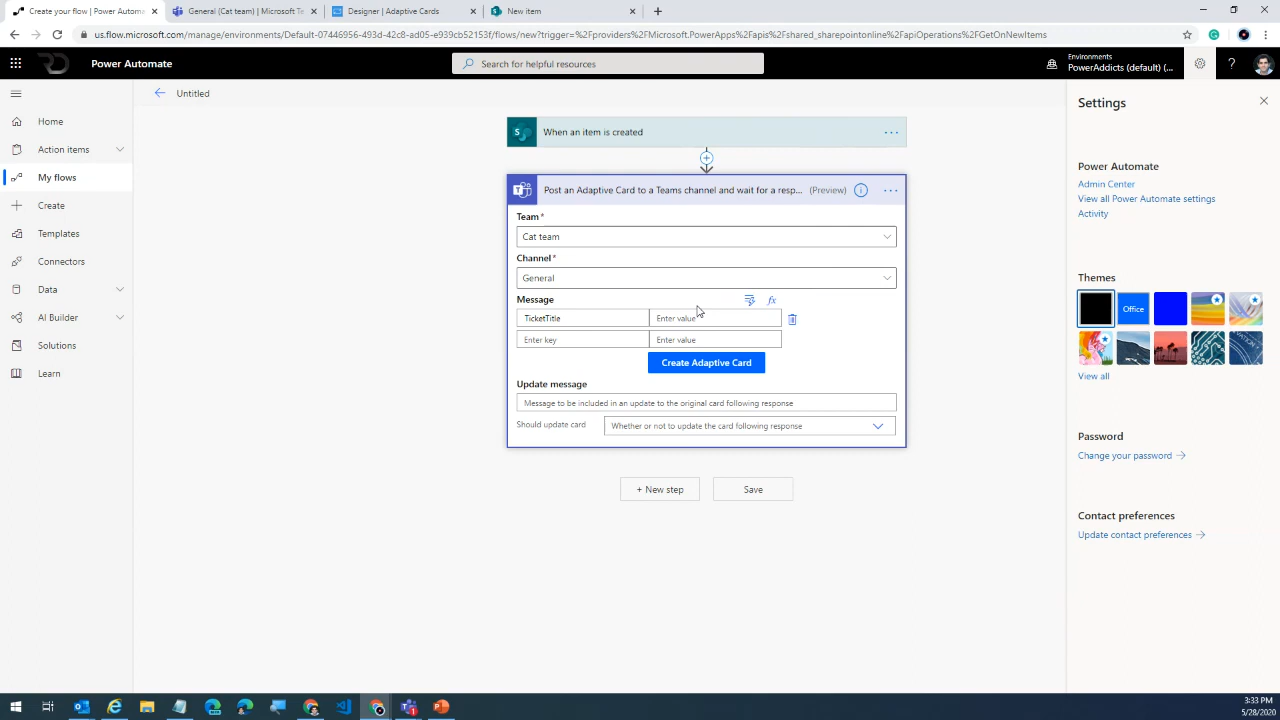 Create your flow | Power Automa
General (Cat team) | Microsoft Te
Designer | Adaptive Cards
New item
us.flow.microsoft.com/manage/environments/Default-07446956-493d-42c8-ad05-e939cb52153f/flows/new?trigger=%2Fproviders%2FMicrosoft.PowerApps%2Fapis%2Fshared_sharepointonline%2FapiOperations%2FGetOnNewItems
Power Automate
Search for helpful resources
Environments
PowerAddicts (default) (...
Untitled
Home
Action items
My flows
Create
Templates
Connectors
Data
AI Builder
Solutions
Learn
When an item is created
Post an Adaptive Card to a Teams channel and wait for a resp... (Preview)
Team *
Cat team
Channel *
General
Message
fx
TicketTitle
Enter value
Enter key
Enter value
Create Adaptive Card
Update message
Message to be included in an update to the original card following response
Should update card
Whether or not to update the card following response
+ New step
Save
Settings
Power Automate
Admin Center
View all Power Automate settings
Activity
Themes
Office
View all
Password
Change your password
Contact preferences
Update contact preferences
3:33 PM
5/28/2020